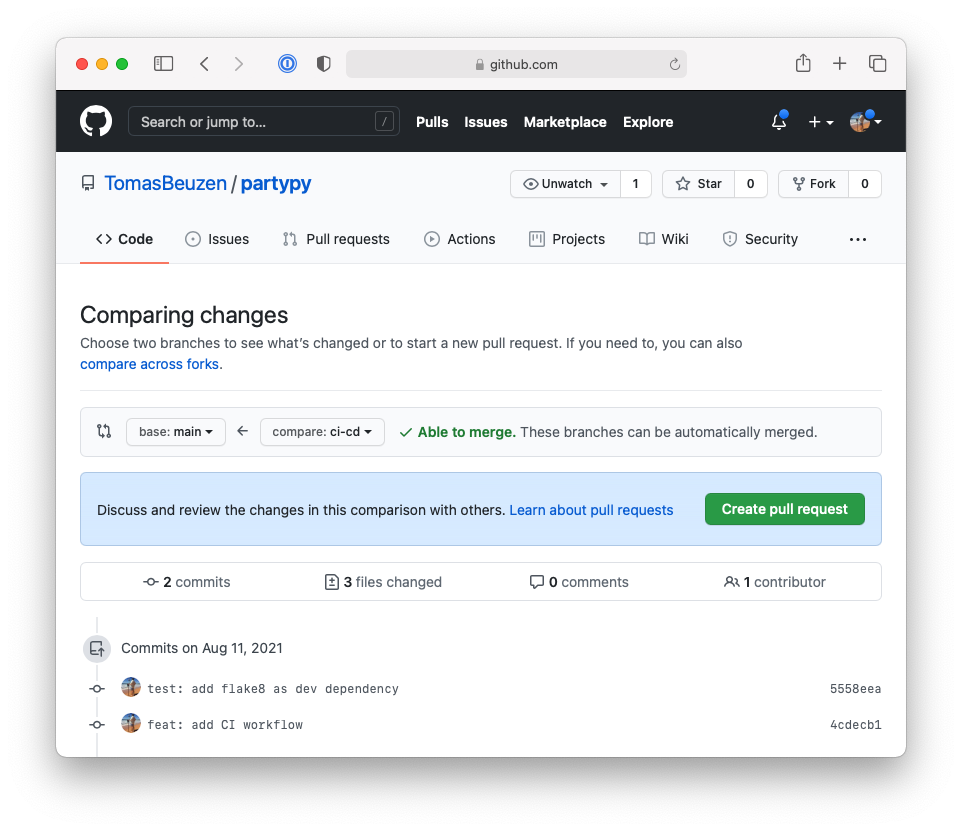 github.com
Search or jump to... / Pulls Issues Marketplace Explore
TomasBeuzen / partypy Unwatch 1 Star 0 Fork 0
Code Issues Pull requests Actions Projects Wiki Security
Comparing changes
Choose two branches to see what's changed or to start a new pull request. If you need to, you can also
compare across forks.
base: main compare: ci-cd Able to merge. These branches can be automatically merged.
Discuss and review the changes in this comparison with others. Learn about pull requests Create pull request
2 commits 3 files changed 0 comments 1 contributor
Commits on Aug 11, 2021
test: add flake8 as dev dependency 5558eea
feat: add CI workflow 4cdecb1